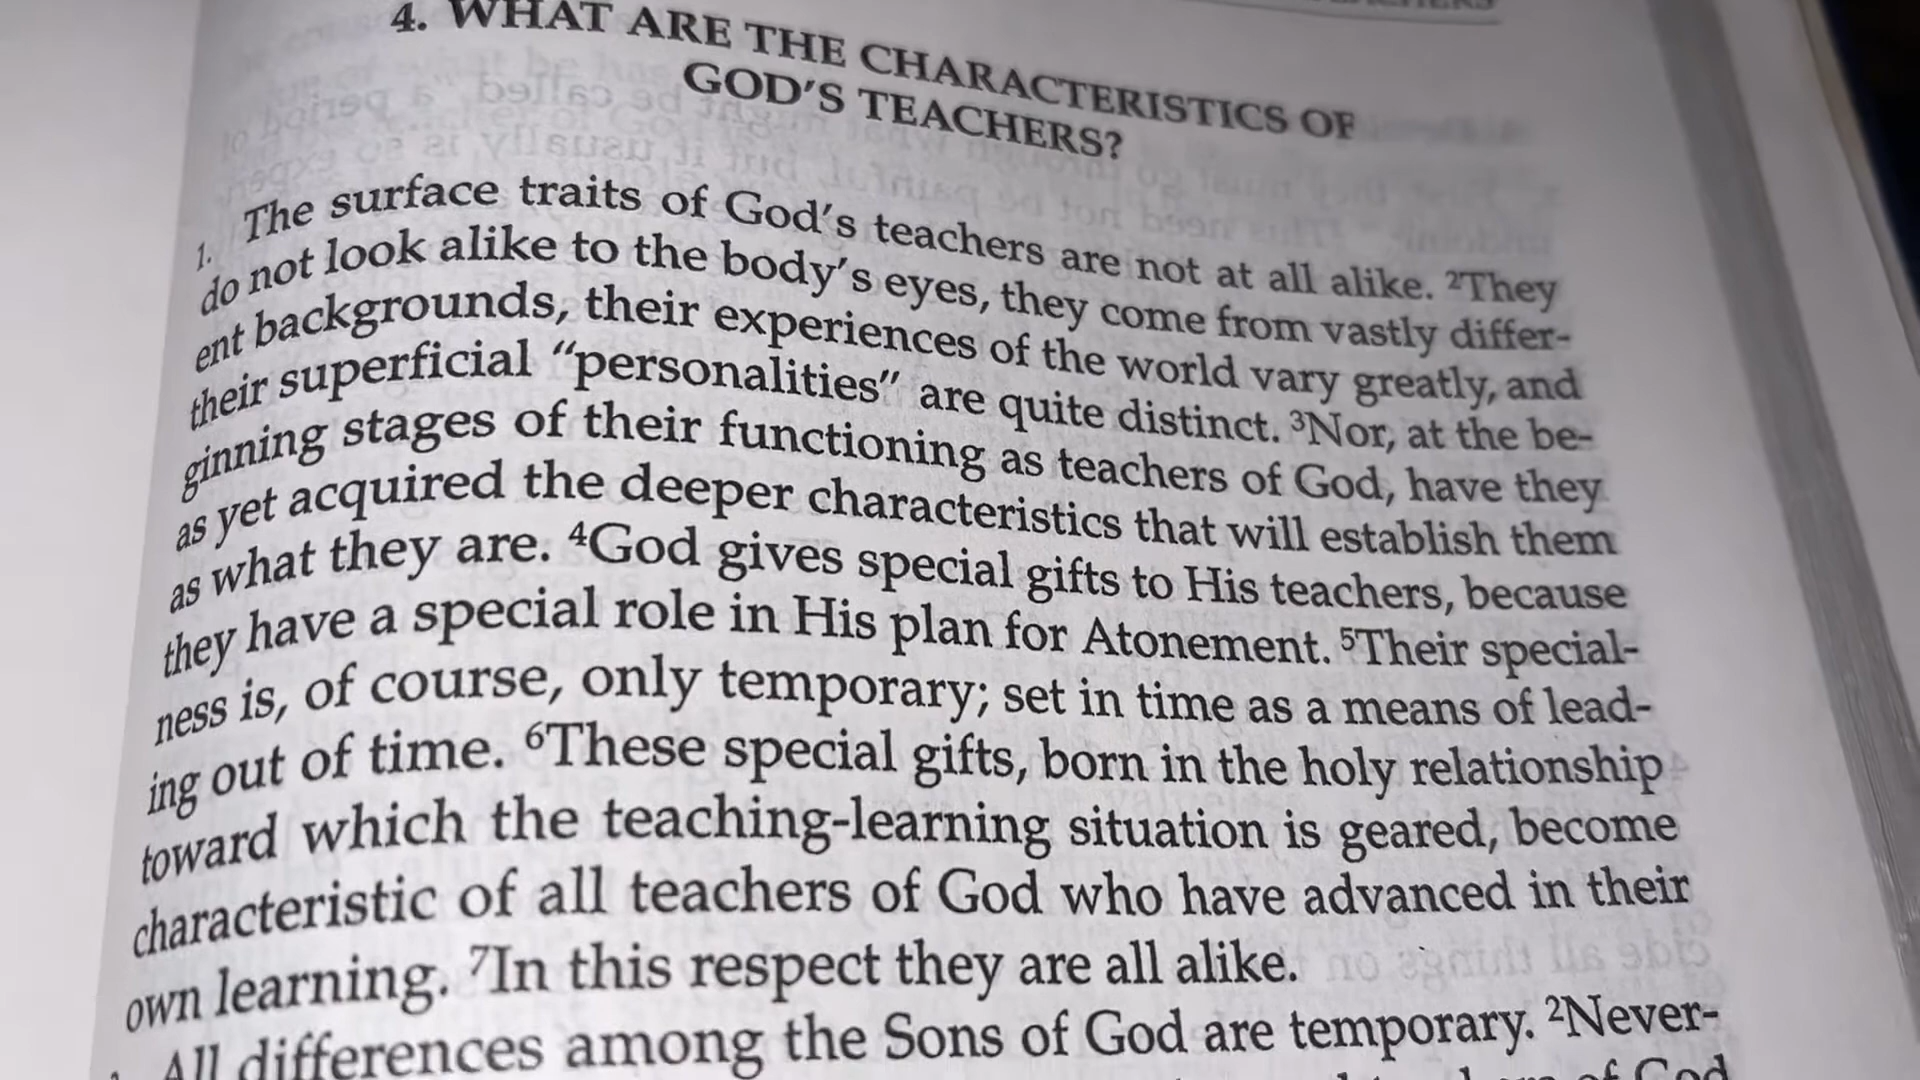 4. WHAT ARE THE CHARACTERISTICS OF
GOD'S TEACHERS?
1. The surface traits of God's teachers are not at all alike. ²They
do not look alike to the body's eyes, they come from vastly differ-
ent backgrounds, their experiences of the world vary greatly, and
their superficial "personalities" are quite distinct. ³Nor, at the be-
ginning stages of their functioning as teachers of God, have they
as yet acquired the deeper characteristics that will establish them
as what they are. ⁴God gives special gifts to His teachers, because
they have a special role in His plan for Atonement. ⁵Their special-
ness is, of course, only temporary; set in time as a means of lead-
ing out of time. ⁶These special gifts, born in the holy relationship
toward which the teaching-learning situation is geared, become
characteristic of all teachers of God who have advanced in their
own learning. ⁷In this respect they are all alike.
All differences among the Sons of God are temporary. ²Never-
of God